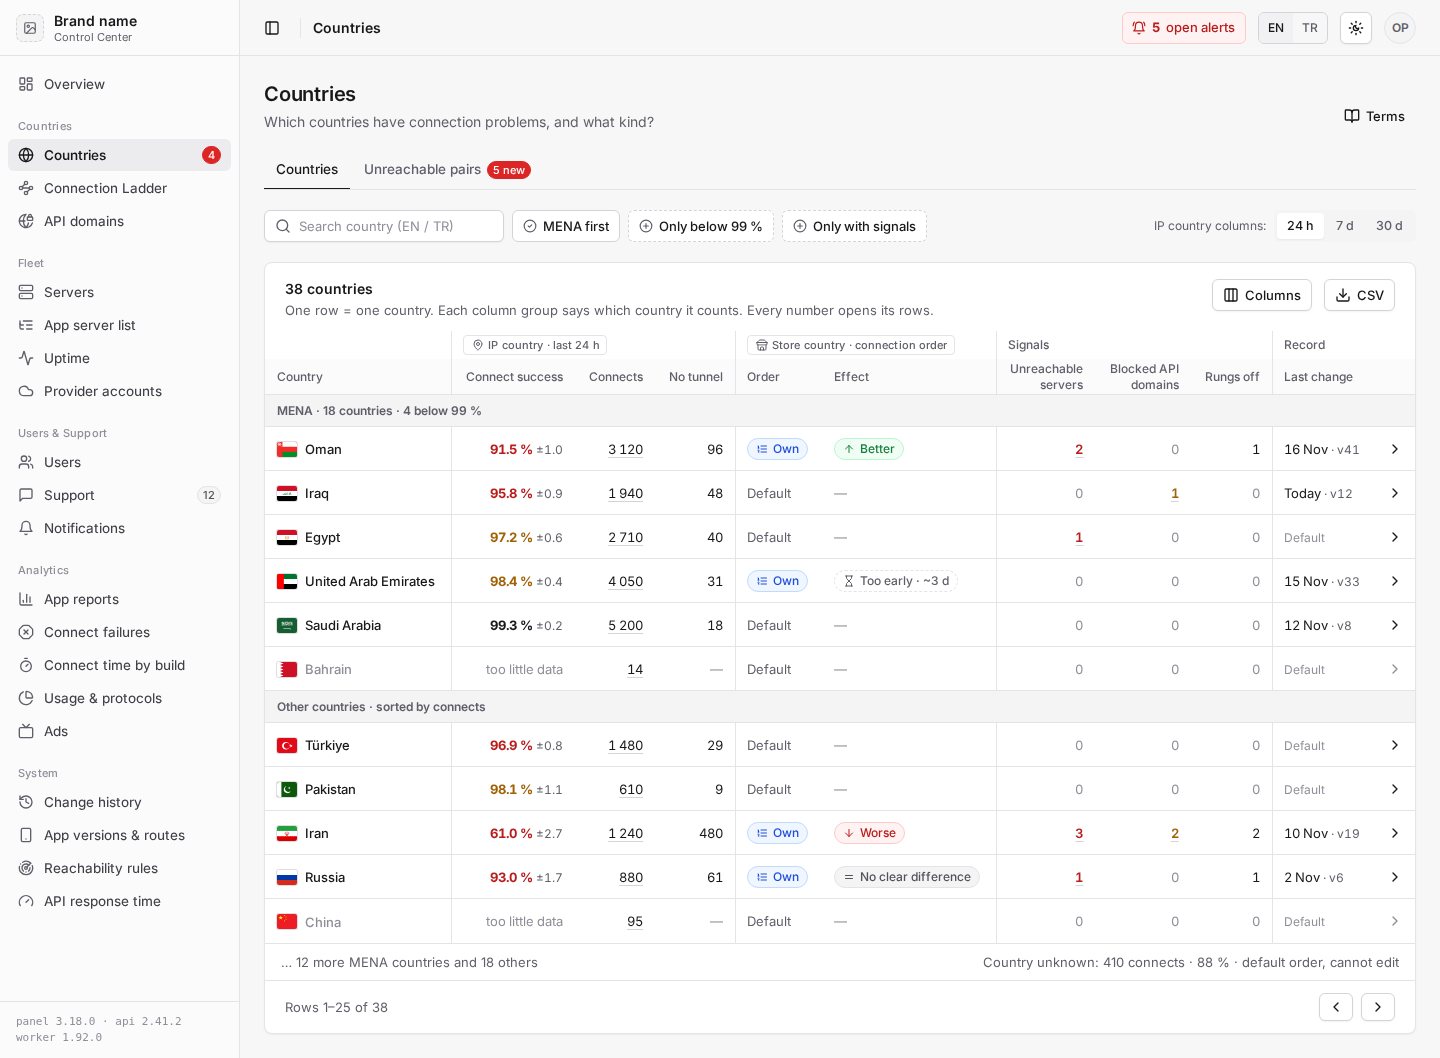 Brand name
Control Center
Countries
5 open alerts
EN TR
OP
Overview
Countries
Countries 4
Connection Ladder
API domains
Fleet
Servers
App server list
Uptime
Provider accounts
Users & Support
Users
Support 12
Notifications
Analytics
App reports
Connect failures
Connect time by build
Usage & protocols
Ads
System
Change history
App versions & routes
Reachability rules
API response time
panel 3.18.0 · api 2.41.2
worker 1.92.0
Countries
Which countries have connection problems, and what kind?
Terms
Countries Unreachable pairs 5 new
Search country (EN / TR) MENA first Only below 99 % Only with signals IP country columns: 24 h 7 d 30 d
38 countries
One row = one country. Each column group says which country it counts. Every number opens its rows.
Columns CSV
IP country · last 24 h Store country · connection order Signals Record
Country Connect success Connects No tunnel Order Effect Unreachable servers Blocked API domains Rungs off Last change
MENA · 18 countries · 4 below 99 %
Oman 91.5 % ±1.0 3 120 96 Own Better 2 0 1 16 Nov · v41
Iraq 95.8 % ±0.9 1 940 48 Default — 0 1 0 Today · v12
Egypt 97.2 % ±0.6 2 710 40 Default — 1 0 0 Default
United Arab Emirates 98.4 % ±0.4 4 050 31 Own Too early · ~3 d 0 0 0 15 Nov · v33
Saudi Arabia 99.3 % ±0.2 5 200 18 Default — 0 0 0 12 Nov · v8
Bahrain too little data 14 — Default — 0 0 0 Default
Other countries · sorted by connects
Türkiye 96.9 % ±0.8 1 480 29 Default — 0 0 0 Default
Pakistan 98.1 % ±1.1 610 9 Default — 0 0 0 Default
Iran 61.0 % ±2.7 1 240 480 Own Worse 3 2 2 10 Nov · v19
Russia 93.0 % ±1.7 880 61 Own No clear difference 1 0 1 2 Nov · v6
China too little data 95 — Default — 0 0 0 Default
... 12 more MENA countries and 18 others Country unknown: 410 connects · 88 % · default order, cannot edit
Rows 1–25 of 38